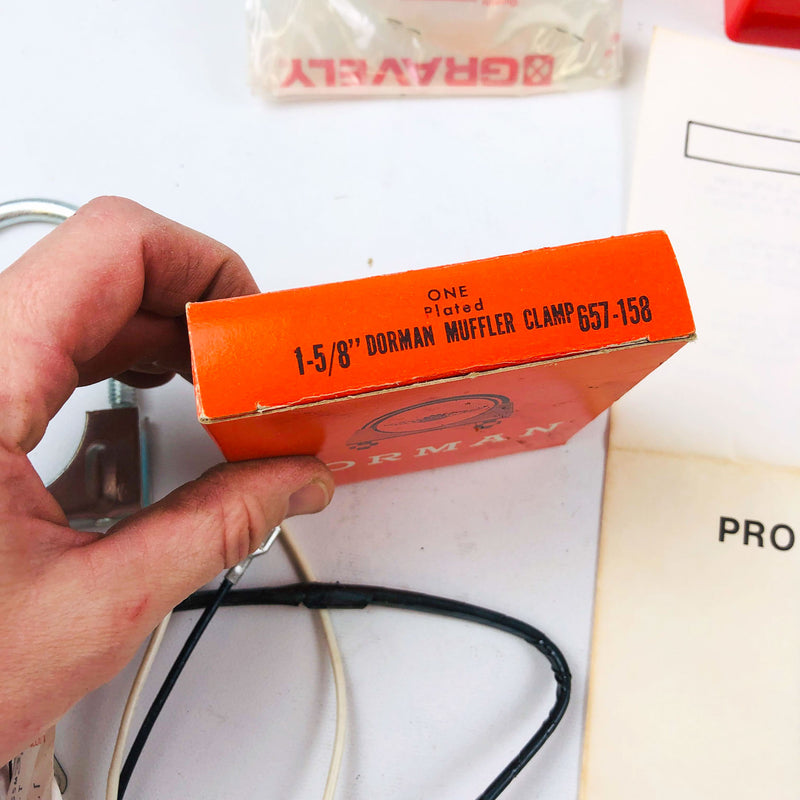 GRAVELY
ONE
Plated
1-5/8" DORMAN MUFFLER CLAMP 657-158
DORMAN
PRO